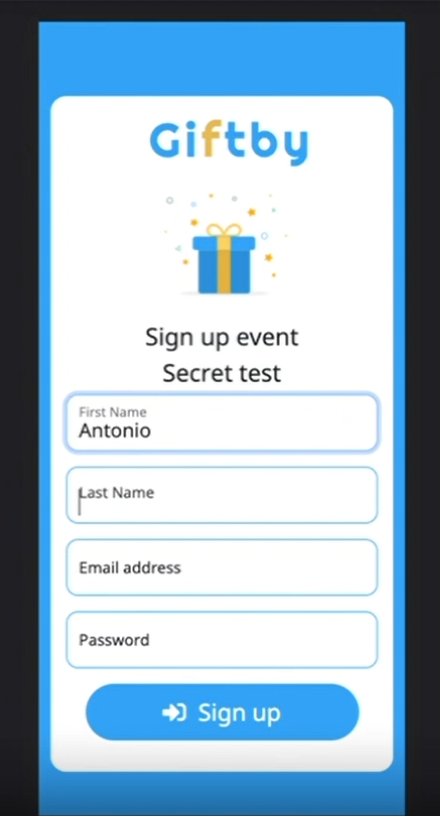 Giftby
Sign up event
Secret test
First Name
Antonio
Last Name
Email address
Password
Sign up